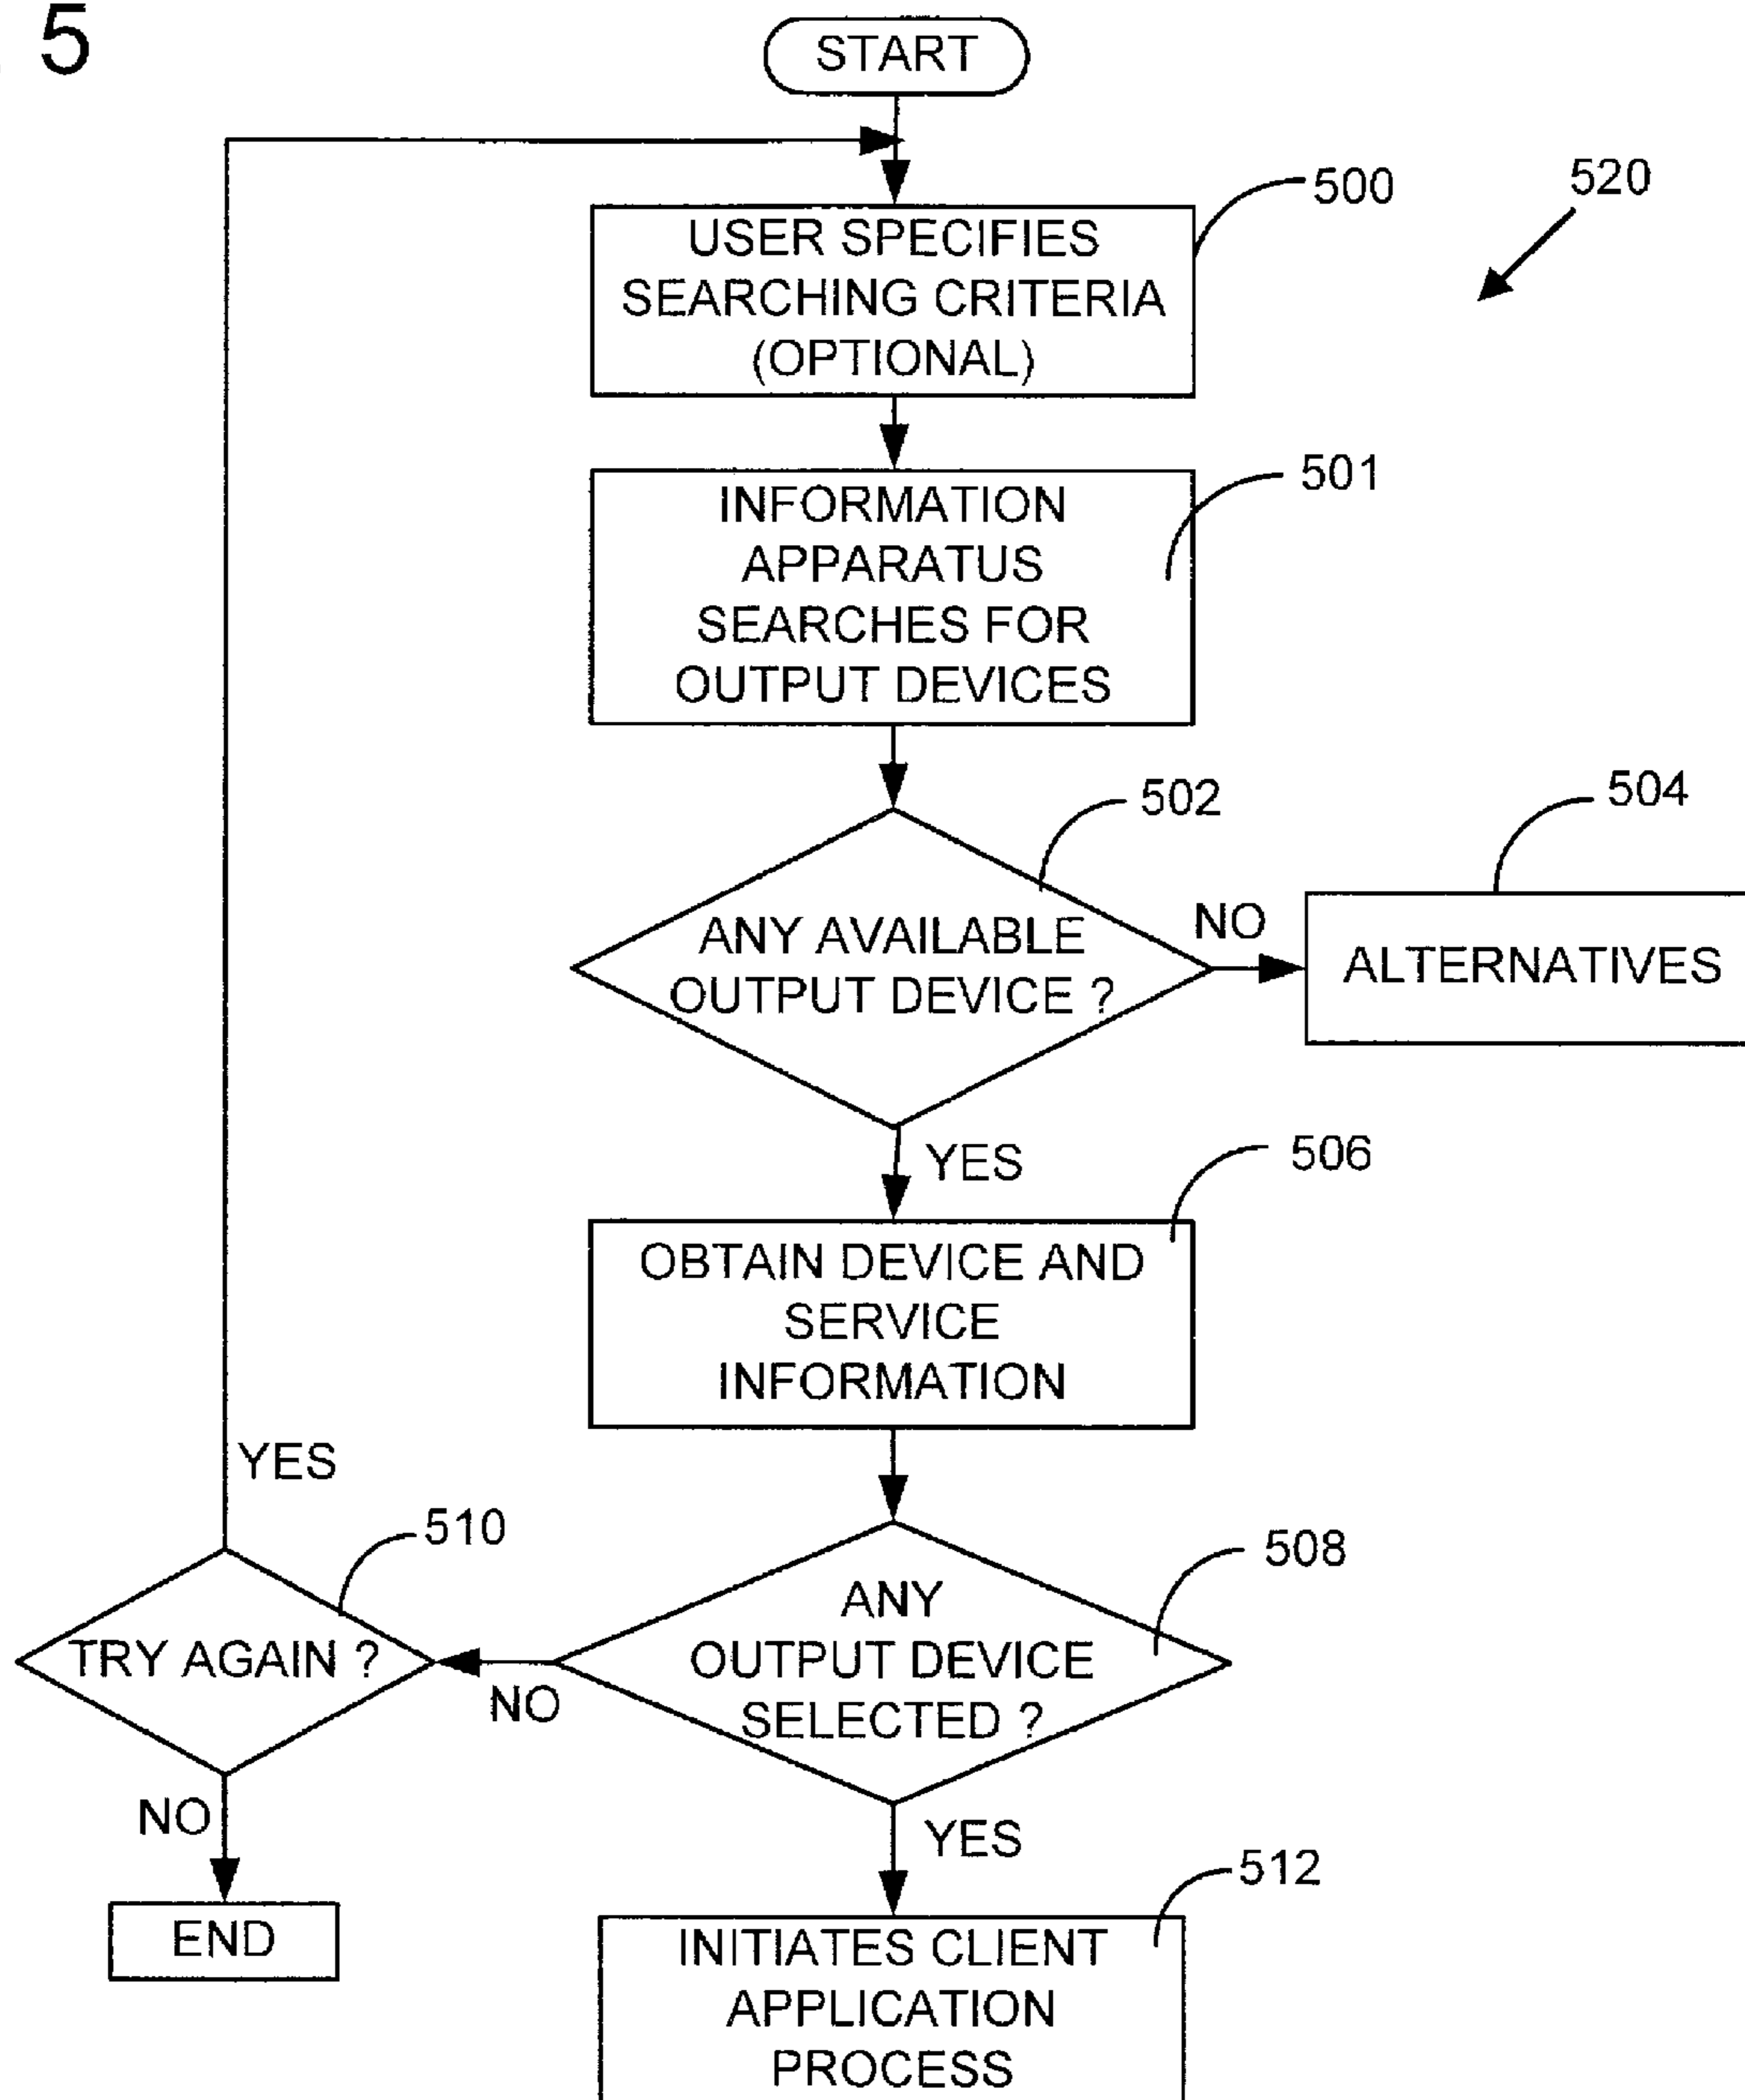 5
START
500
520
USER SPECIFIES
SEARCHING CRITERIA
(OPTIONAL)
501
INFORMATION
APPARATUS
SEARCHES FOR
OUTPUT DEVICES
502
504
ANY AVAILABLE
OUTPUT DEVICE ?
NO
ALTERNATIVES
YES
506
OBTAIN DEVICE AND
SERVICE
INFORMATION
YES
510
508
TRY AGAIN ?
NO
ANY
OUTPUT DEVICE
SELECTED ?
NO
YES
END
512
INITIATES CLIENT
APPLICATION
PROCESS